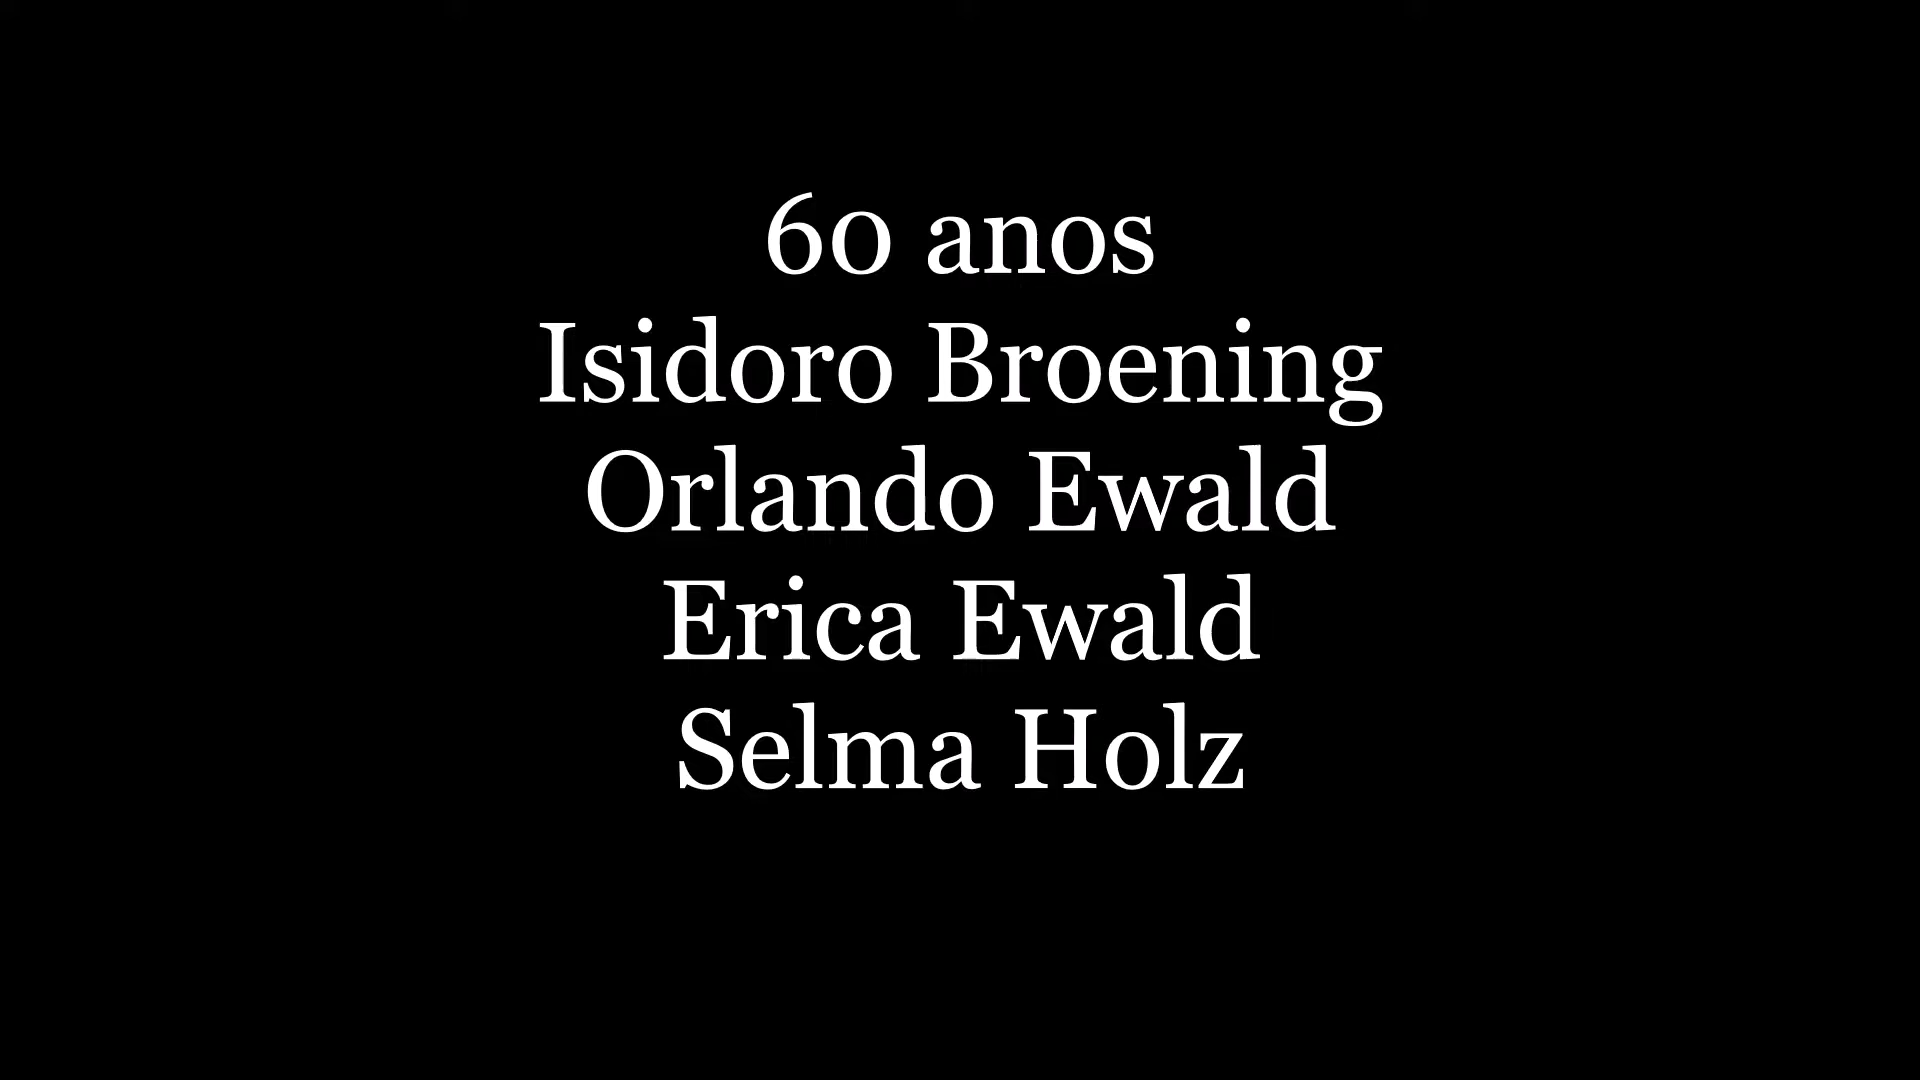 60 anos
Isidoro Broening
Orlando Ewald
Erica Ewald
Selma Holz